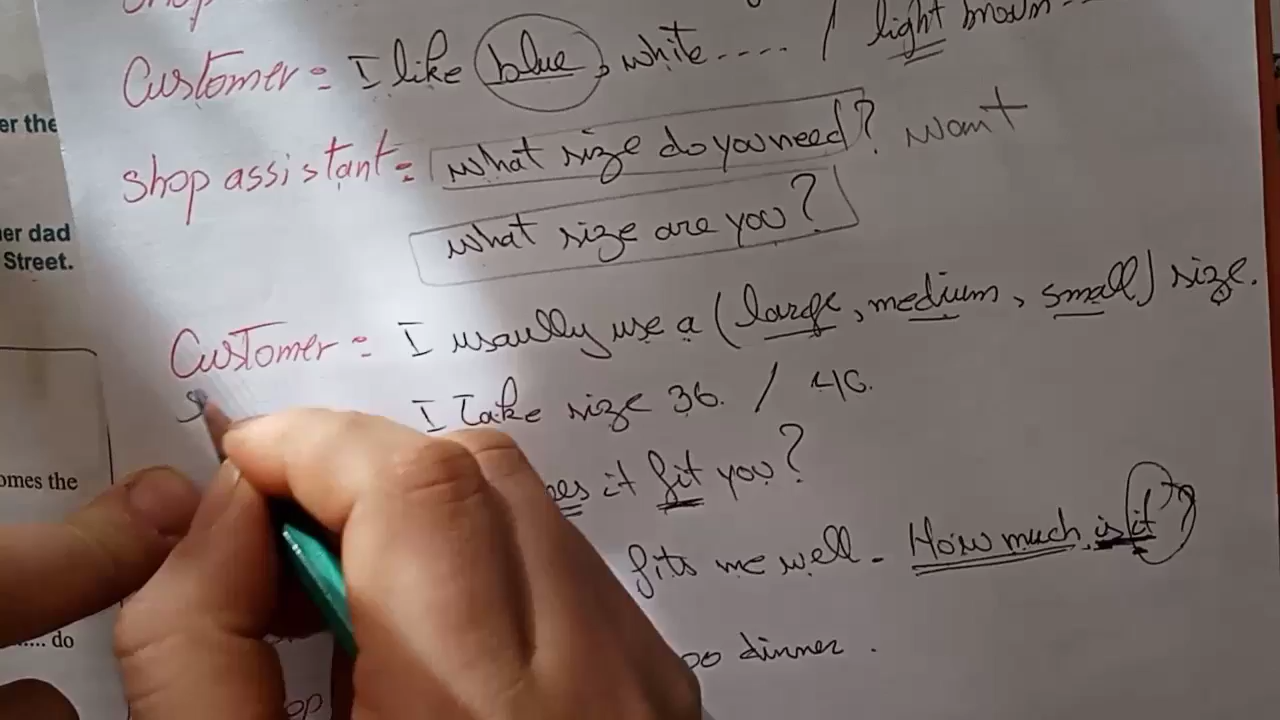 shop
Customer = I like blue, white.... / light brown...
shop assistant = what size do you need? want
what size are you?
Customer = I usaully use a (large, medium, small) size.
I Take size 36. / 40.
it fit you?
fits me well. How much is it?
dinner.
er the
er dad
Street.
omes the
.... do